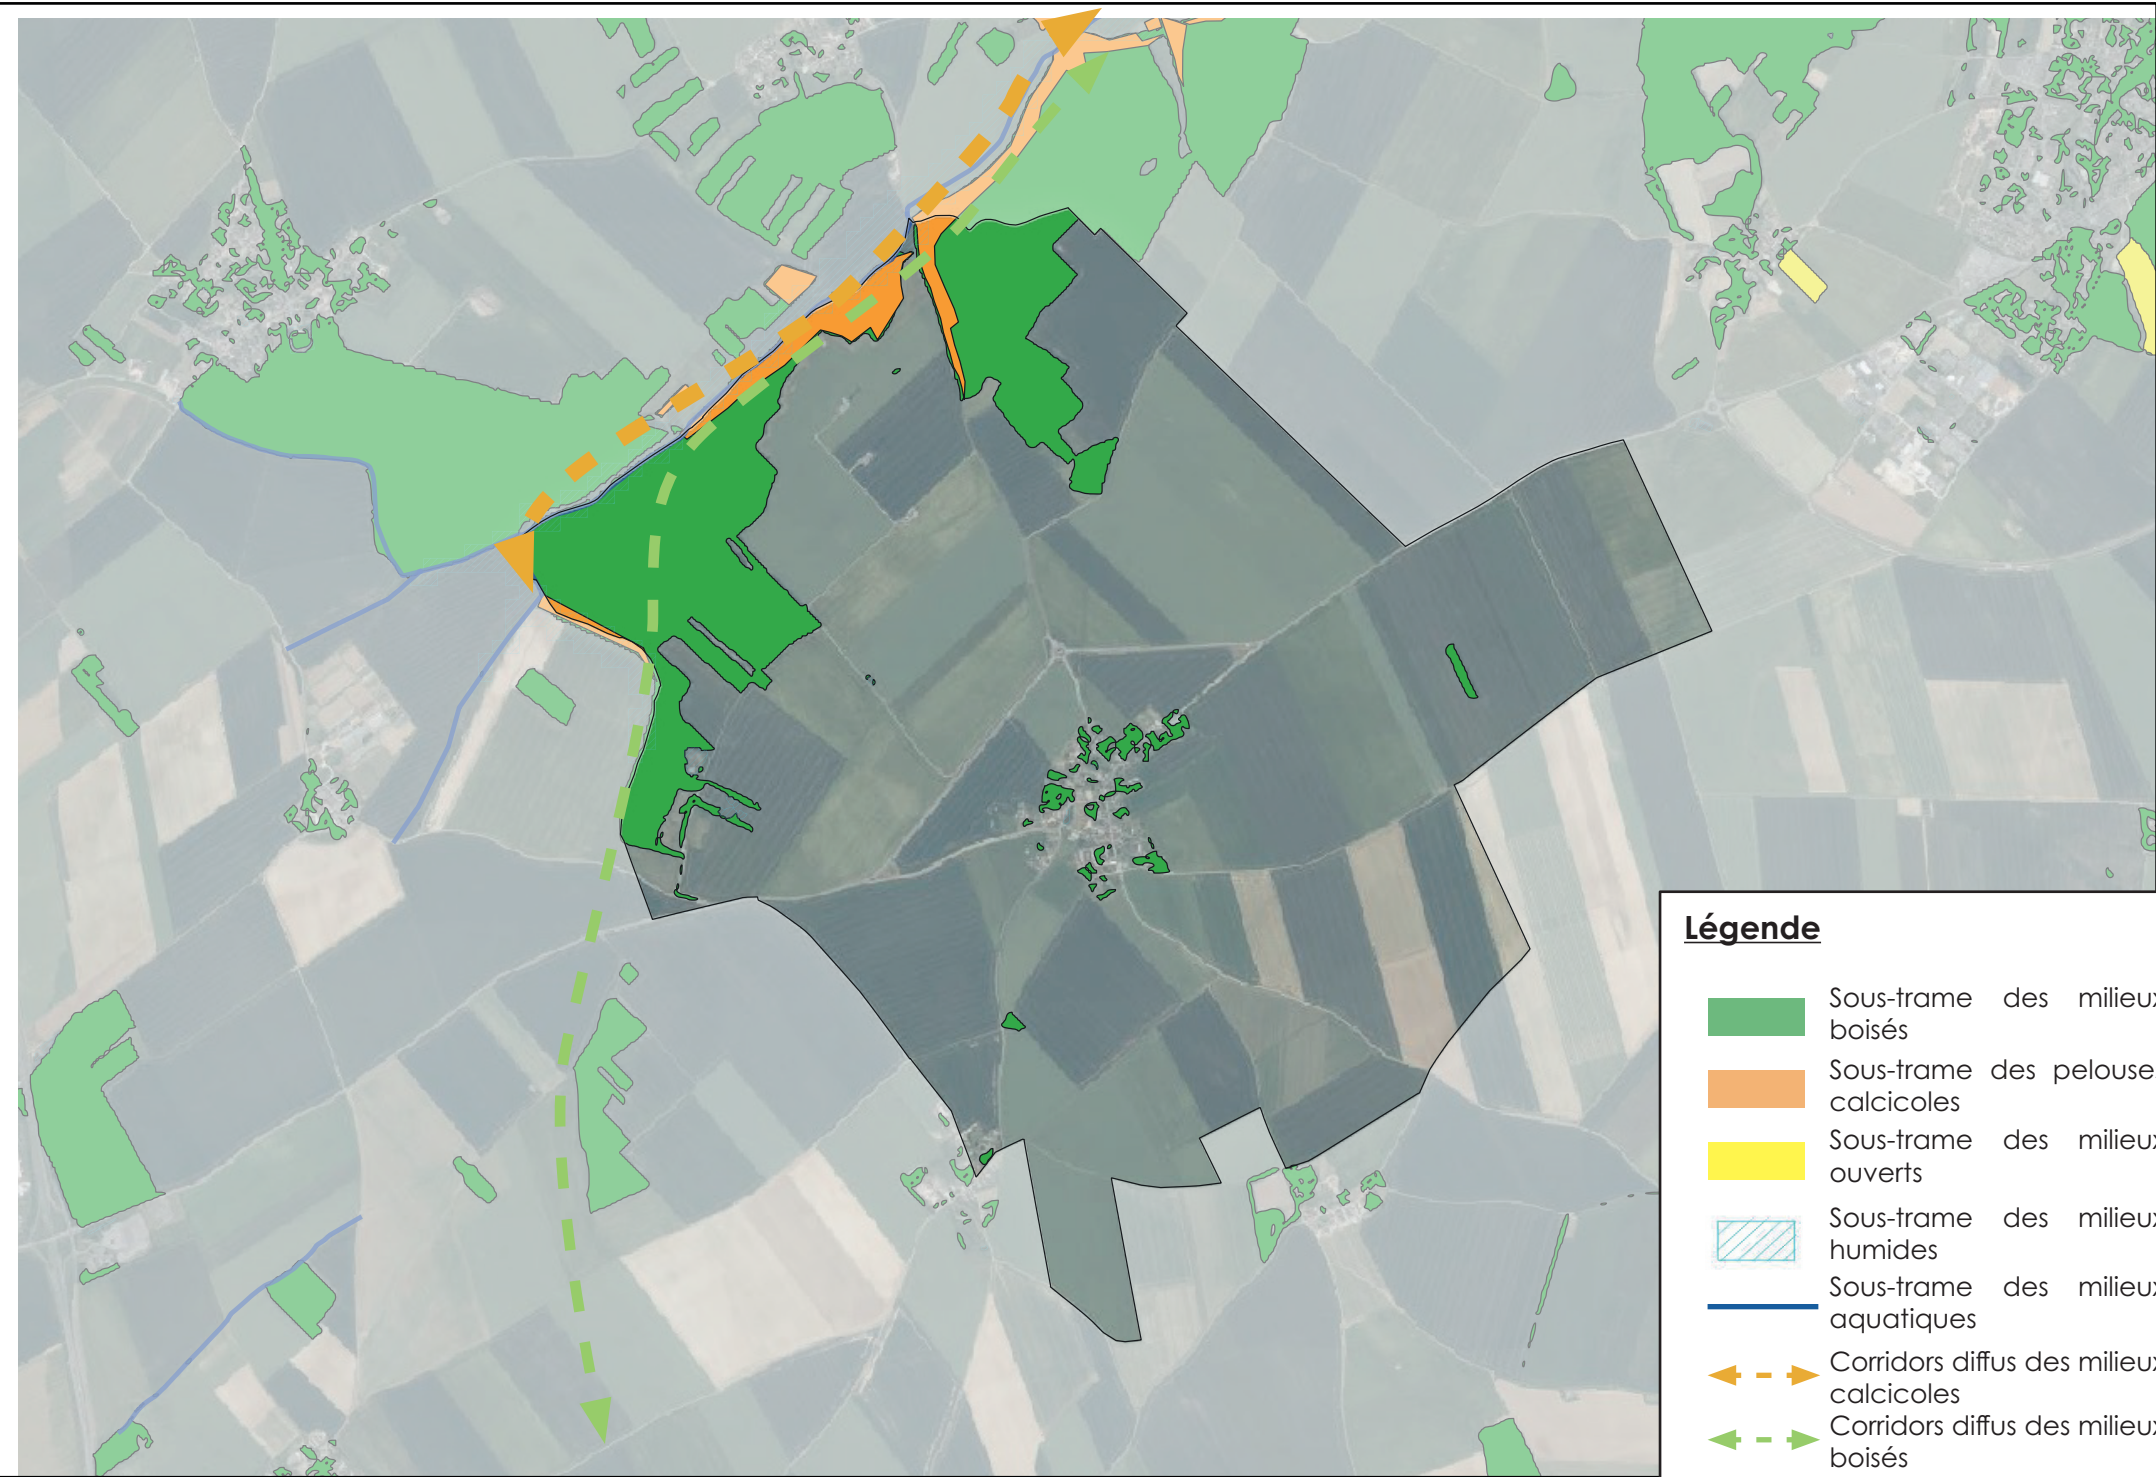 Légende
Sous-trame des milieux
boisés
Sous-trame des pelouse
calcicoles
Sous-trame des milieux
ouverts
Sous-trame des milieux
humides
Sous-trame des milieux
aquatiques
Corridors diffus des milieux
calcicoles
Corridors diffus des milieux
boisés